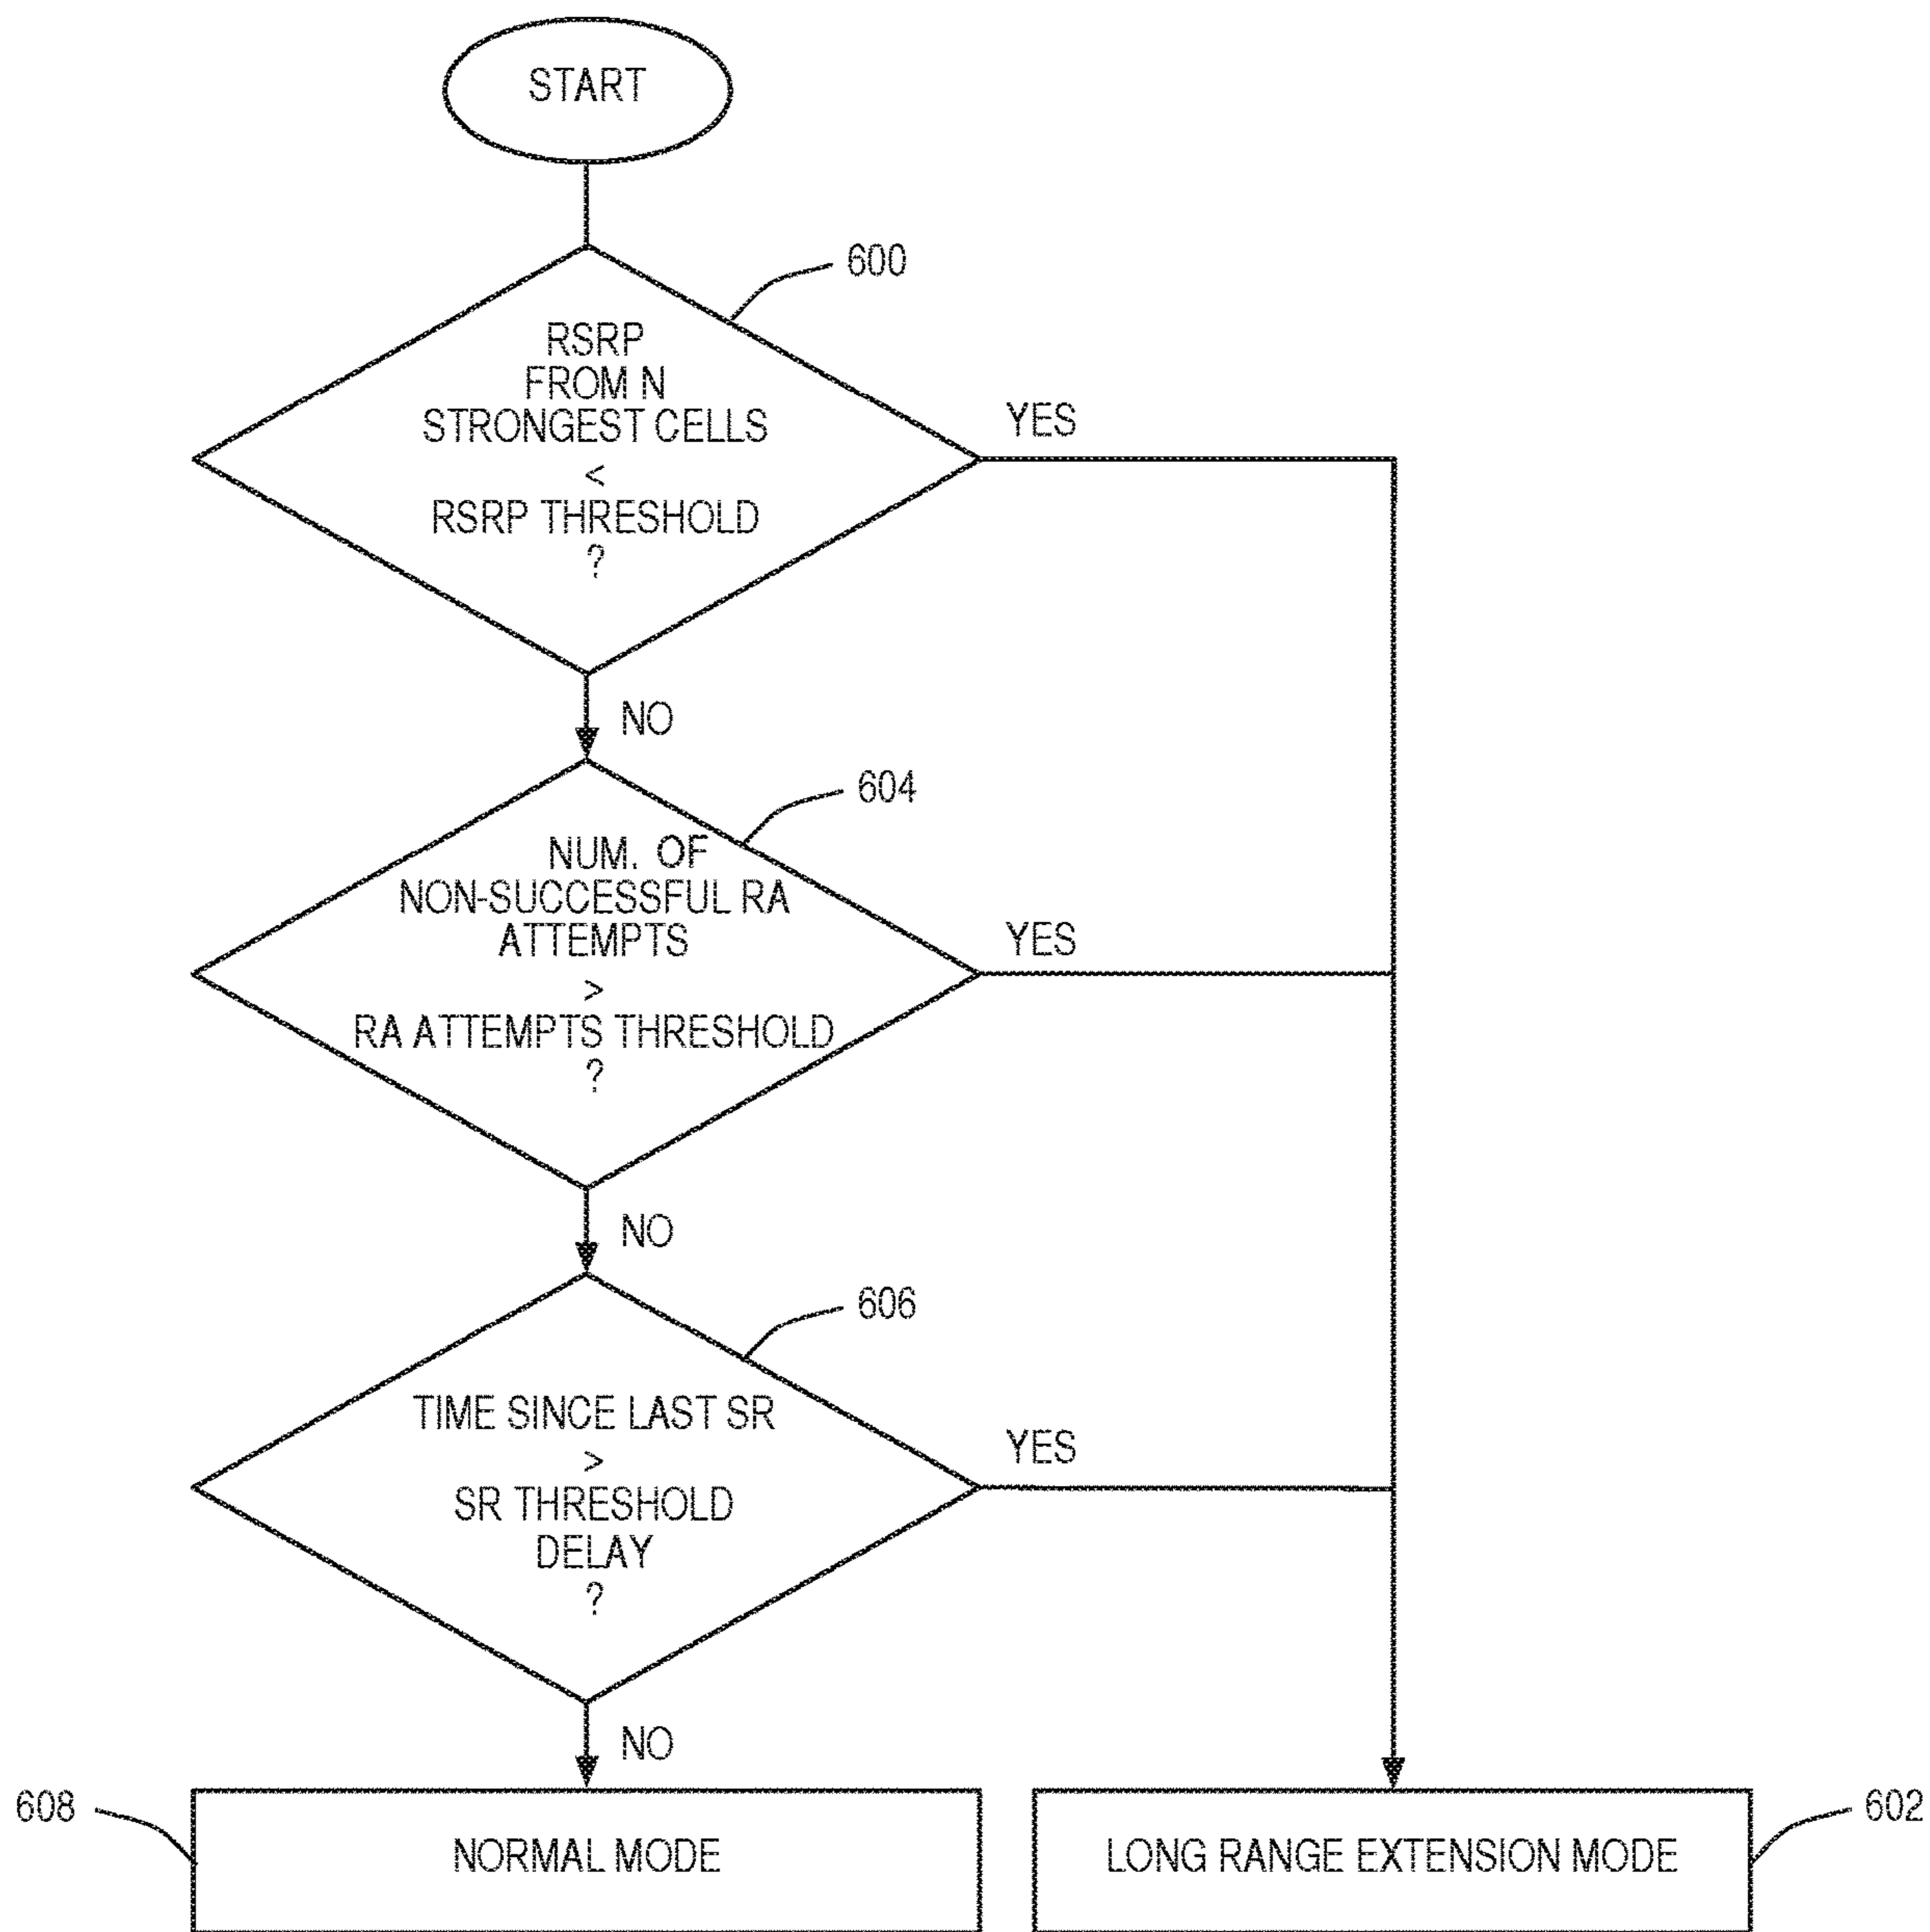 START
600
RSRP
FROM N
STRONGEST CELLS
<
RSRP THRESHOLD
?
YES
NO
604
NUM. OF
NON-SUCCESSFUL RA
ATTEMPTS
>
RA ATTEMPTS THRESHOLD
?
YES
NO
606
TIME SINCE LAST SR
>
SR THRESHOLD
DELAY
?
YES
NO
608
NORMAL MODE
LONG RANGE EXTENSION MODE
602